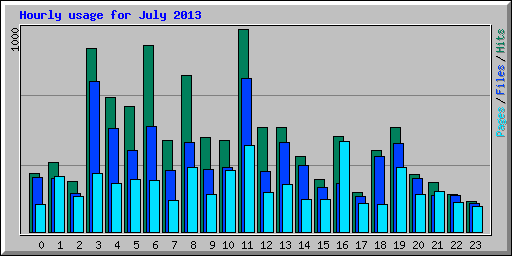 Hourly usage for July 2013
1000
Pages/Files/Hits
0 1 2 3 4 5 6 7 8 9 10 11 12 13 14 15 16 17 18 19 20 21 22 23